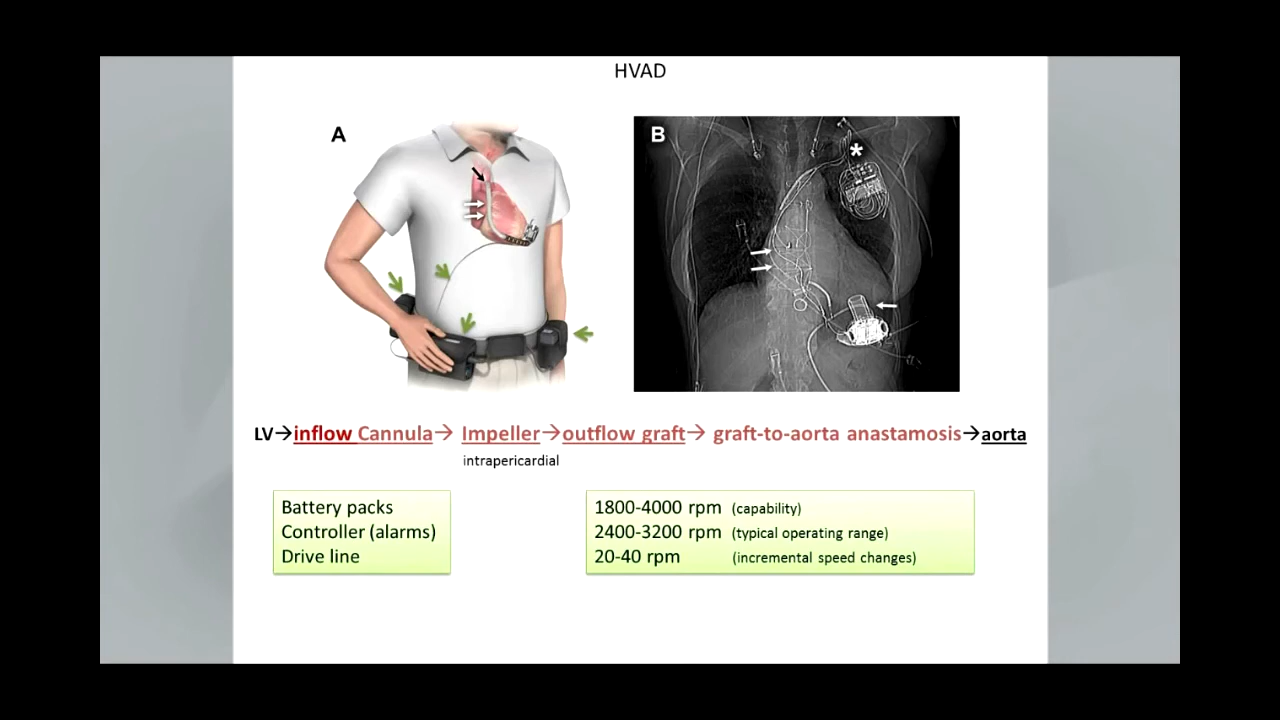 HVAD
A
B
*
LV→inflow Cannula→ Impeller→outflow graft→ graft-to-aorta anastamosis→aorta
intrapericardial
Battery packs
Controller (alarms)
Drive line
1800-4000 rpm (capability)
2400-3200 rpm (typical operating range)
20-40 rpm (incremental speed changes)